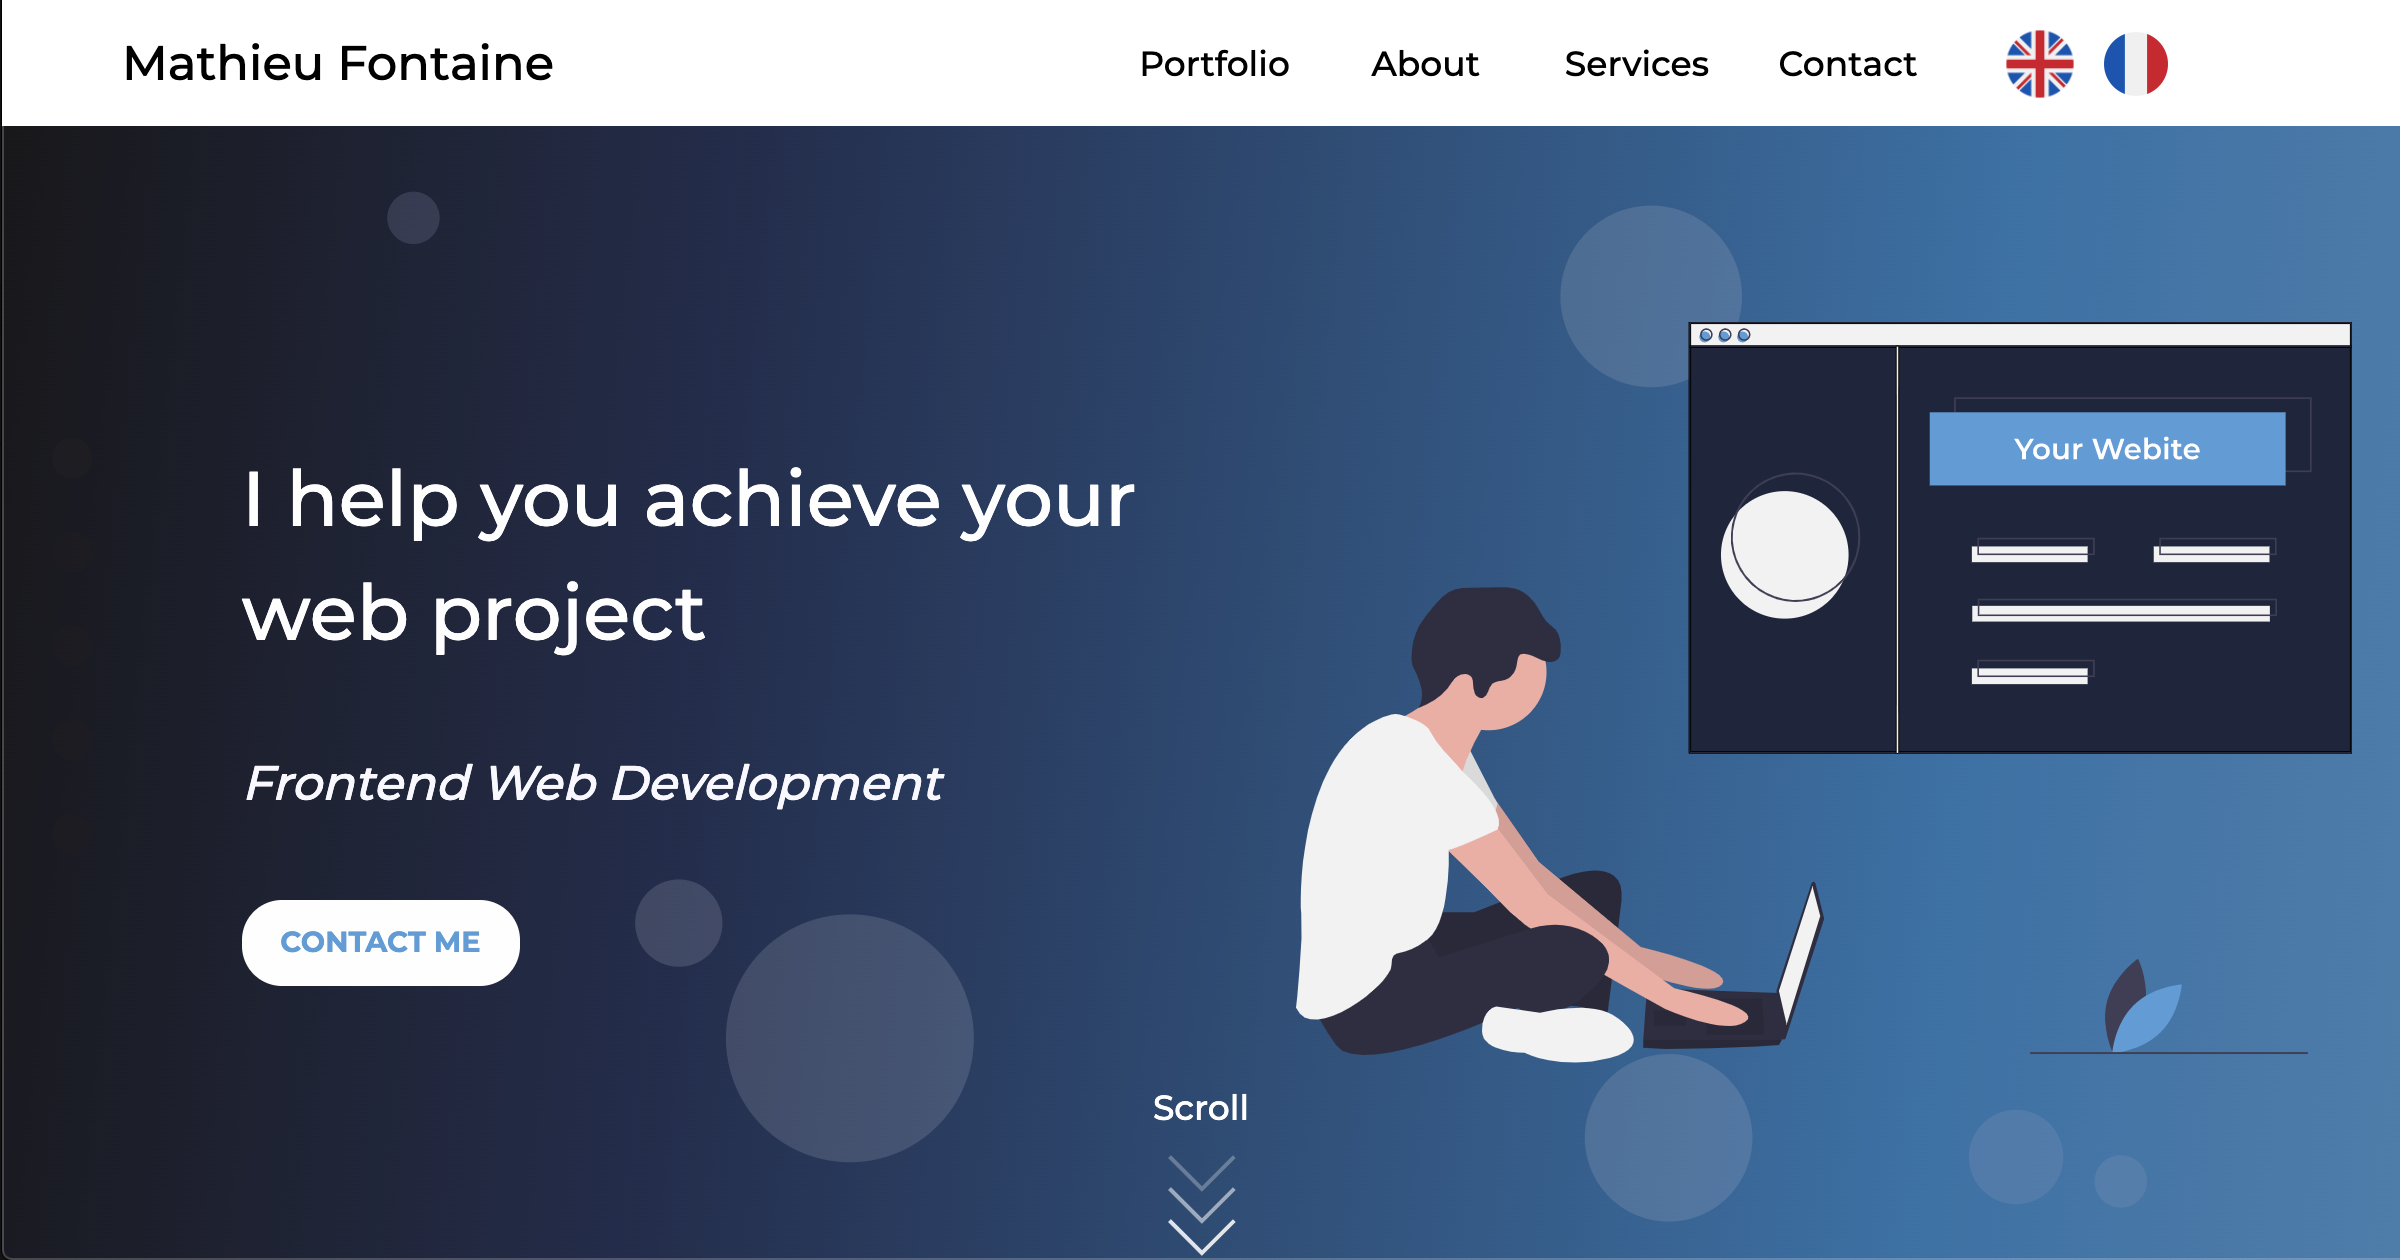 Mathieu Fontaine
Portfolio About Services Contact
Your Webite
I help you achieve your
web project
Frontend Web Development
CONTACT ME
Scroll